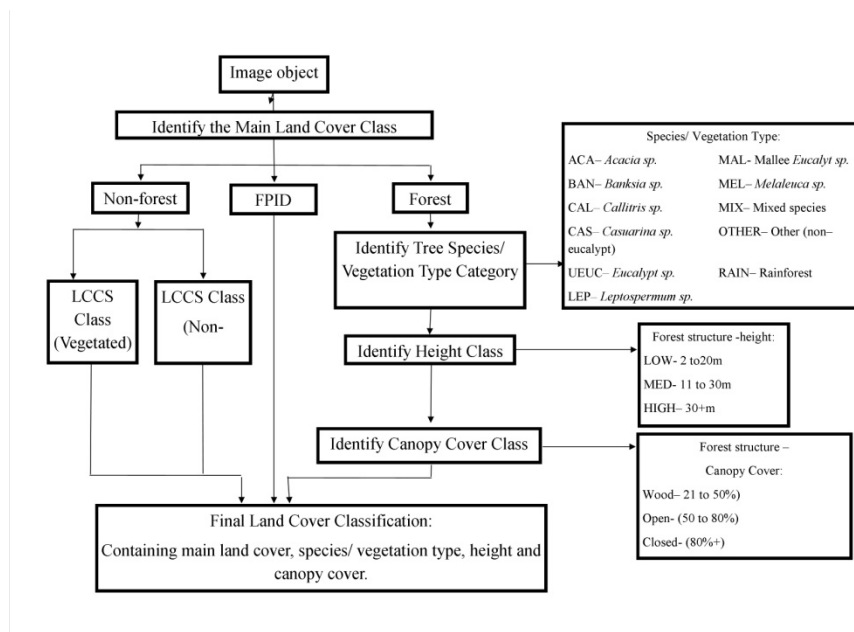 Image object
Identify the Main Land Cover Class
Non-forest
FPID
Forest
LCCS Class
(Vegetated)
LCCS Class
(Non-
Identify Tree Species/
Vegetation Type Category
Species/ Vegetation Type:
ACA– Acacia sp.
BAN– Banksia sp.
CAL– Callitris sp.
CAS– Casuarina sp.
eucalypt)
UEUC– Eucalypt sp.
LEP– Leptospermum sp.
MAL- Mallee Eucalyt sp.
MEL– Melaleuca sp.
MIX– Mixed species
OTHER– Other (non–
RAIN– Rainforest
Identify Height Class
Forest structure -height:
LOW- 2 to20m
MED- 11 to 30m
HIGH– 30+m
Identify Canopy Cover Class
Forest structure –
Canopy Cover:
Wood– 21 to 50%)
Open- (50 to 80%)
Closed- (80%+)
Final Land Cover Classification:
Containing main land cover, species/ vegetation type, height and
canopy cover.